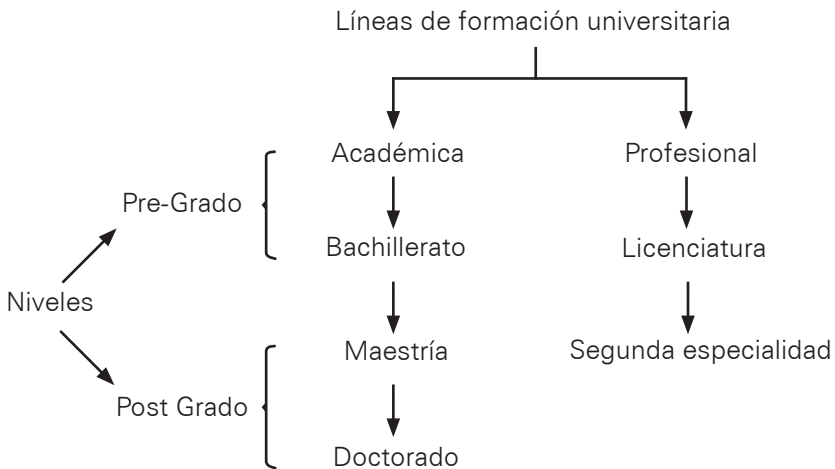 Líneas de formación universitaria
Académica
Profesional
Pre-Grado
Bachillerato
Licenciatura
Niveles
Maestría
Segunda especialidad
Post Grado
Doctorado